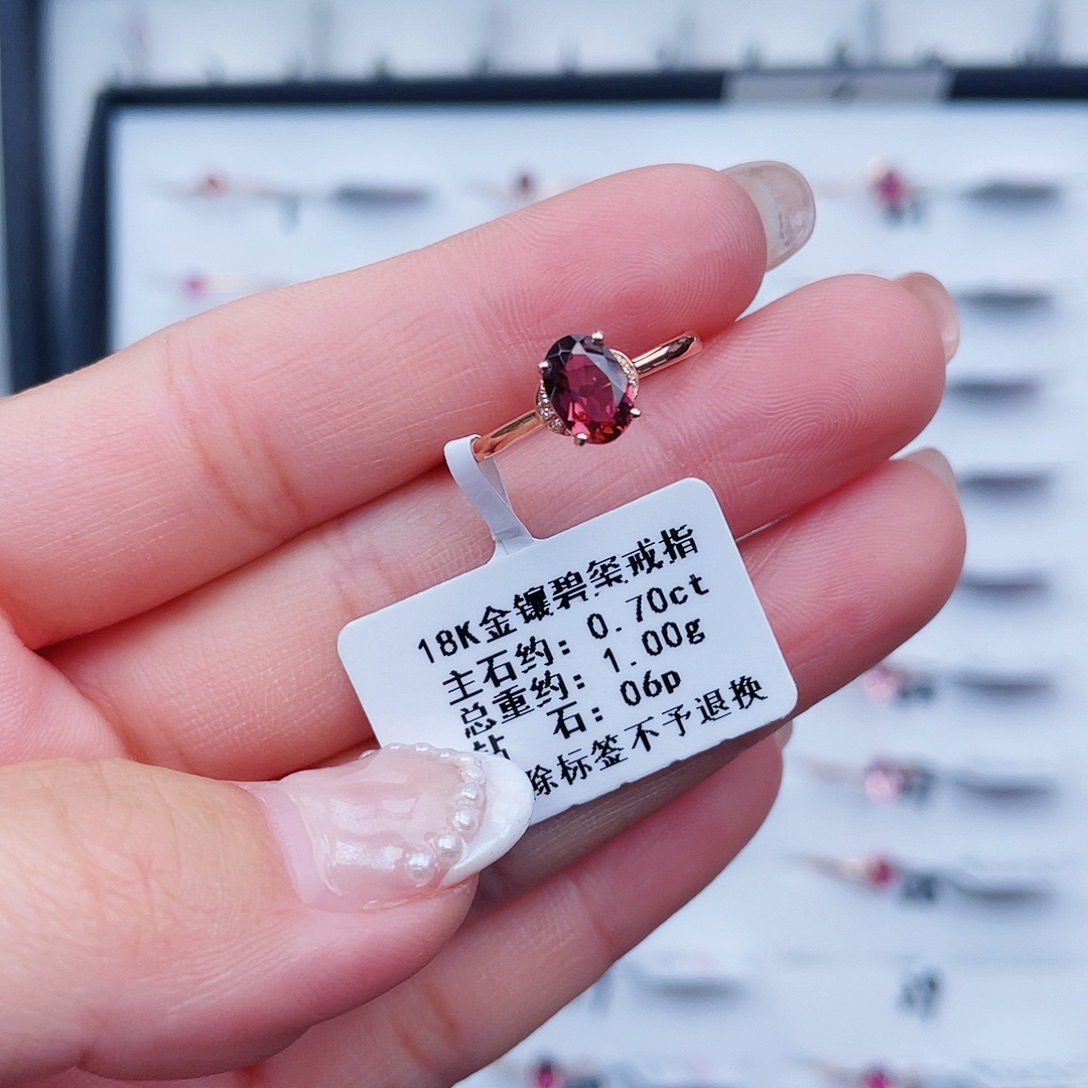 18K金镶碧玺戒指
主石约: 0.70ct
总重约: 1.00g
钻 石: 06p
除标签不予退换